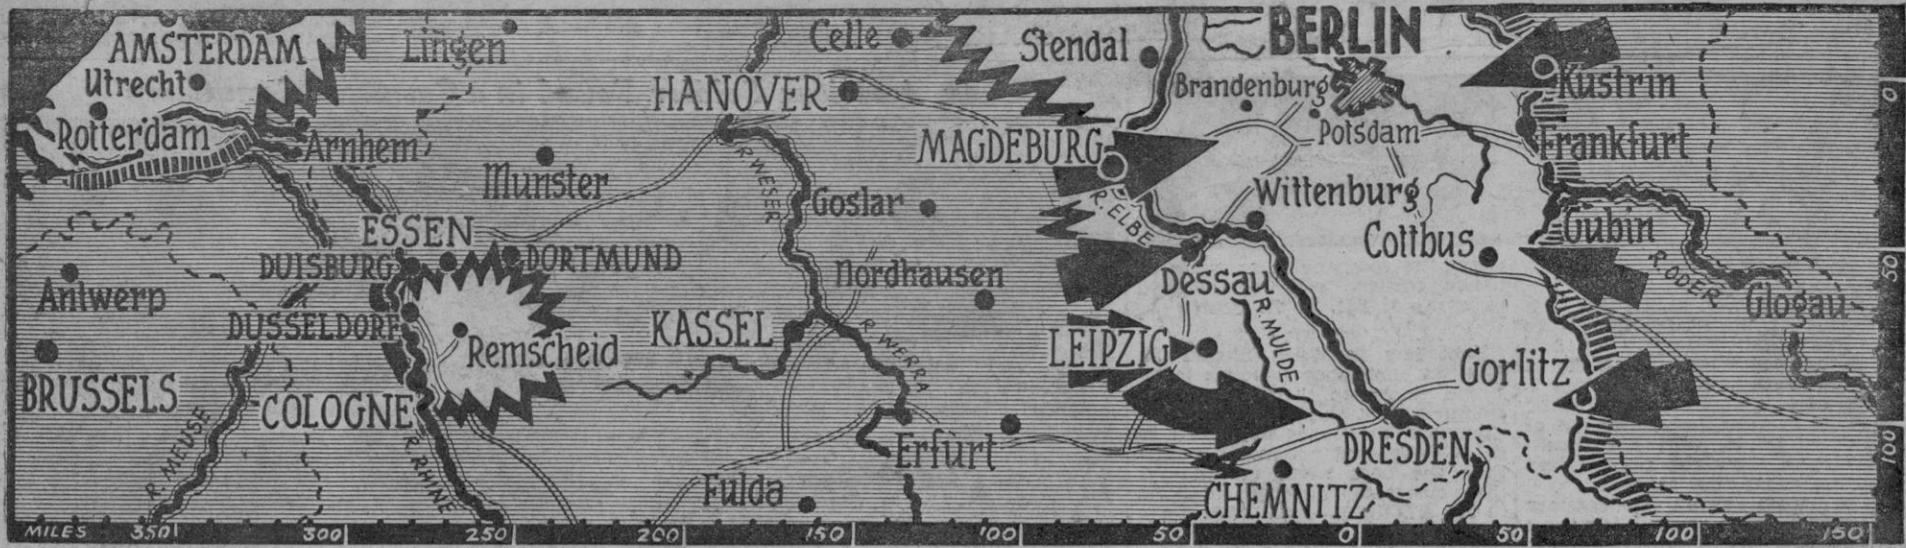 AMSTERDAM
Utrecht
Rotterdam
Arnhem
Lingen
Celle
HANOVER
Munster
R. WESER
Goslar
Stendal
BERLIN
Brandenburg
Potsdam
MAGDEBURG
R. ELBE
Wittenburg
Kustrin
Frankfurt
Gubin
Cottbus
R. ODER
Glogau
ESSEN
DUISBURG
DORTMUND
DUSSELDORF
Remscheid
Antwerp
BRUSSELS
COLOGNE
R. MEUSE
R. RHINE
KASSEL
Nordhausen
R. WERRA
Erfurt
Fulda
Dessau
R. MULDE
LEIPZIG
Gorlitz
DRESDEN
CHEMNITZ
0
50
100
MILES 350 300 250 200 150 100 50 0 50 100 150